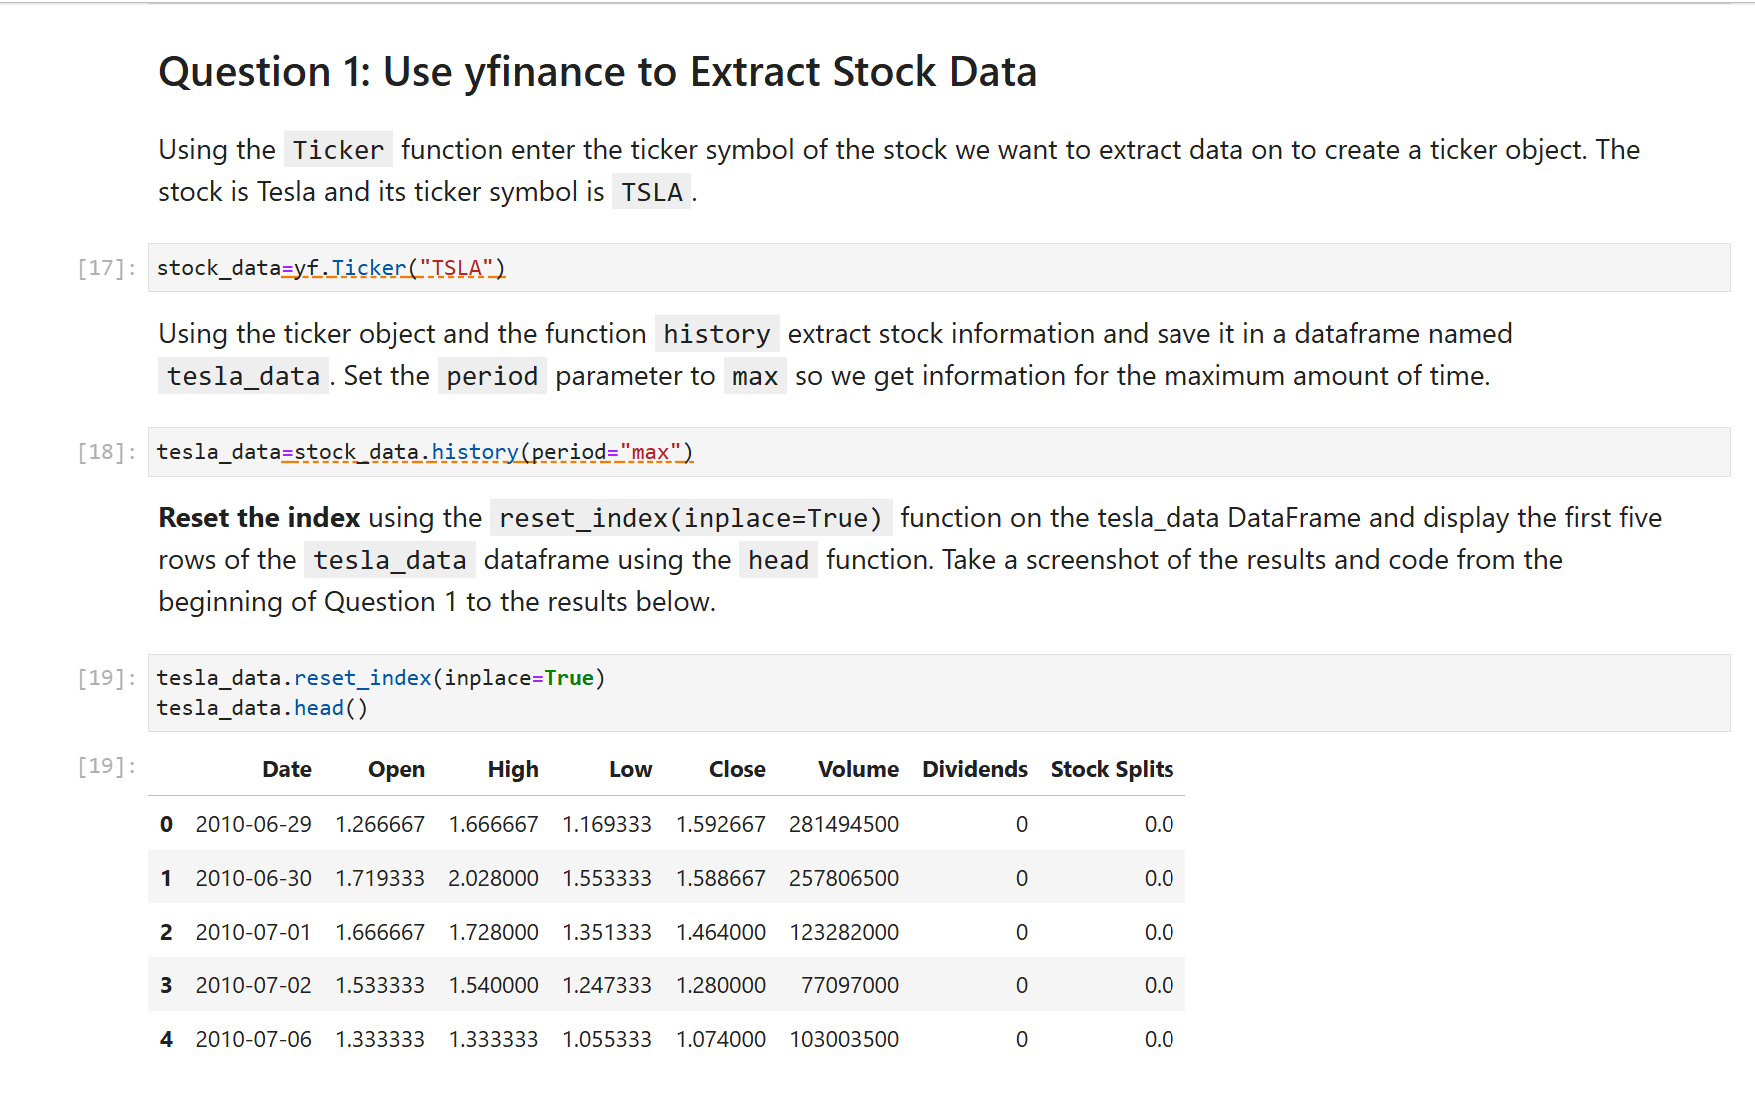 Question 1: Use yfinance to Extract Stock Data
Using the Ticker function enter the ticker symbol of the stock we want to extract data on to create a ticker object. The
stock is Tesla and its ticker symbol is TSLA.
[17]: stock_data=yf.Ticker("TSLA")
Using the ticker object and the function history extract stock information and save it in a dataframe named
tesla_data. Set the period parameter to max so we get information for the maximum amount of time.
[18]: tesla_data=stock_data.history(period="max")
Reset the index using the reset_index(inplace=True) function on the tesla_data DataFrame and display the first five
rows of the tesla_data dataframe using the head function. Take a screenshot of the results and code from the
beginning of Question 1 to the results below.
[19]: tesla_data.reset_index(inplace=True)
tesla_data.head()
[19]: Date Open High Low Close Volume Dividends Stock Splits
0 2010-06-29 1.266667 1.666667 1.169333 1.592667 281494500 0 0.0
1 2010-06-30 1.719333 2.028000 1.553333 1.588667 257806500 0 0.0
2 2010-07-01 1.666667 1.728000 1.351333 1.464000 123282000 0 0.0
3 2010-07-02 1.533333 1.540000 1.247333 1.280000 77097000 0 0.0
4 2010-07-06 1.333333 1.333333 1.055333 1.074000 103003500 0 0.0